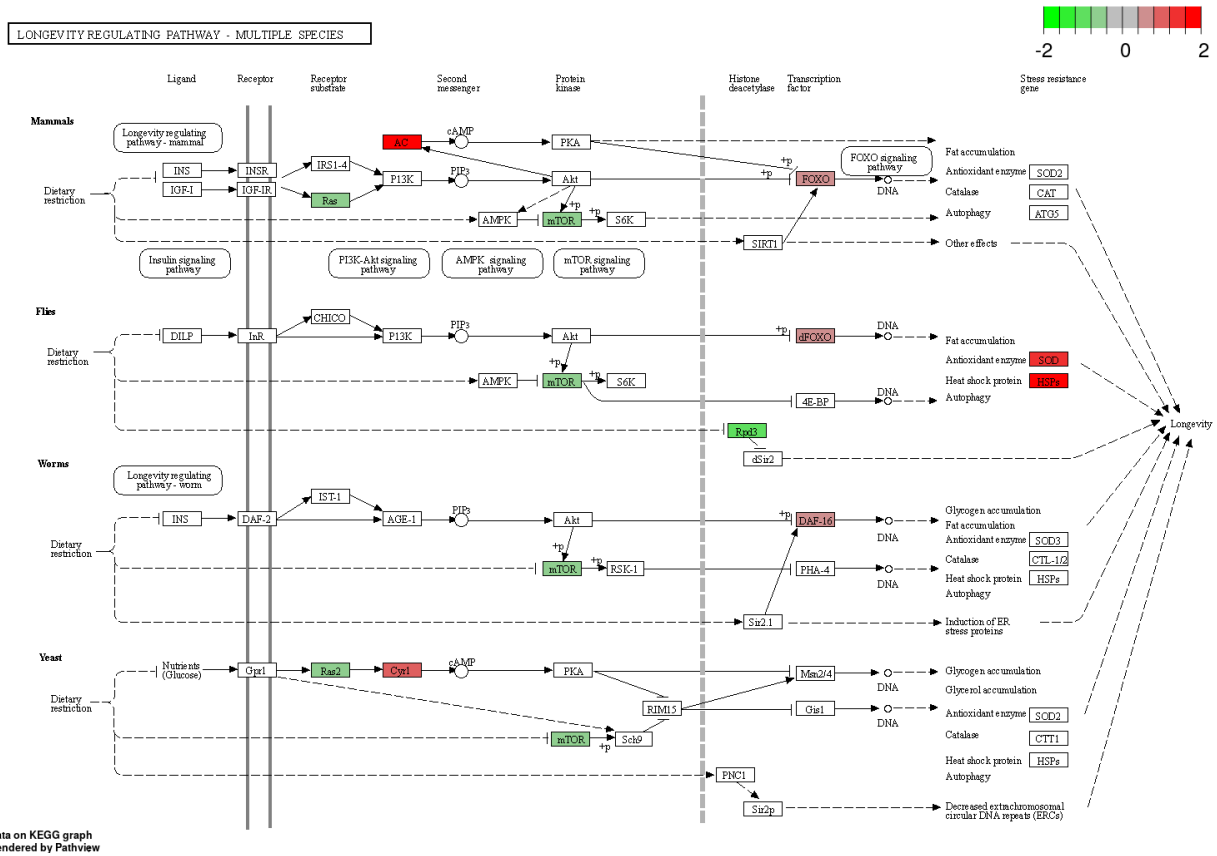 LONGEVITY REGULATING PATHWAY - MULTIPLE SPECIES
-2 0 2
Ligand
Receptor
Receptor
substrate
Second
messenger
Protein
kinase
Histone
deacetylase
Transcription
factor
Stress resistance
gene
Mammals
Longevity regulating
pathway - mammal
AC
cAMP
PKA
+p
FOXO signaling
pathway
Fat accumulation
INS
INSR
IRS1-4
P13K
PIP3
Akt
+p
FOXO
DNA
Antioxidant enzyme
SOD2
IGF-I
IGF-IR
Ras
Dietary
restriction
Catalase
CAT
AMPK
+p
mTOR
+p
S6K
Autophagy
ATG5
SIRT1
Other effects
Insulin signaling
pathway
PI3K-Akt signaling
pathway
AMPK signaling
pathway
mTOR signaling
pathway
Flies
DILP
InR
CHICO
P13K
PIP3
Akt
+p
dFOXO
DNA
Fat accumulation
Dietary
restriction
+p
Antioxidant enzyme
SOD
AMPK
mTOR
+p
S6K
Heat shock protein
HSPs
4E-BP
DNA
Autophagy
Rpd3
dSir2
Longevity
Worms
Longevity regulating
pathway - worm
INS
DAF-2
IST-1
AGE-1
PIP3
Akt
+p
DAF-16
DNA
Glycogen accumulation
Fat accumulation
Antioxidant enzyme
SOD3
Dietary
restriction
+p
mTOR
+p
RSK-1
PHA-4
DNA
Catalase
CTL-1/2
Heat shock protein
HSPs
Autophagy
Sir2.1
Induction of ER
stress proteins
Yeast
Nutrients
(Glucose)
Gpr1
Ras2
Cyr1
cAMP
PKA
Msn2/4
DNA
Glycogen accumulation
Glycerol accumulation
Dietary
restriction
RIM15
Gis1
DNA
Antioxidant enzyme
SOD2
mTOR
+p
Sch9
Catalase
CTT1
Heat shock protein
HSPs
Autophagy
PNC1
Sir2p
Decreased extrachromosomal
circular DNA repeats (ERCs)
ata on KEGG graph
endered by Pathview